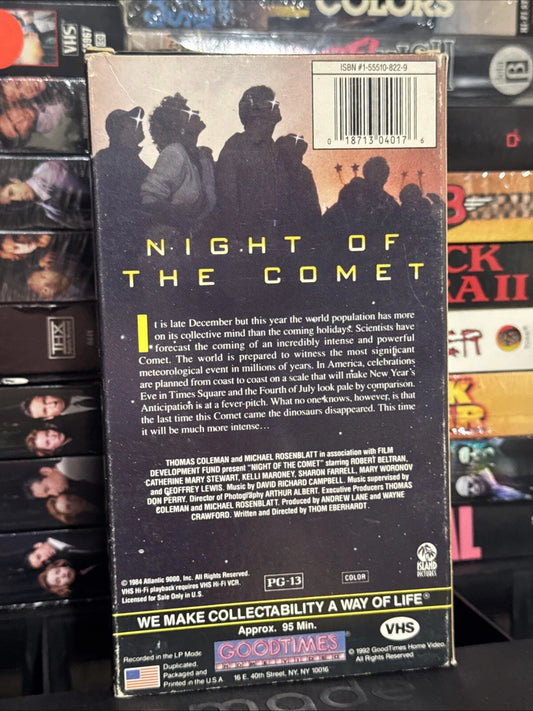 COLORS
VHS
1967
B
ISBN #1-55510-822-9
0 18713 04017 6
NIGHT OF
THE COMET
It is late December but this year the world population has more
on its collective mind than the coming holidays! Scientists have
forecast the coming of an incredibly intense and powerful
Comet. The world is prepared to witness the most significant
meteorological event in millions of years. In America, celebrations
are planned from coast to coast on a scale that will make New Year's
Eve in Times Square and the Fourth of July look pale by comparison.
Anticipation is at a fever-pitch. What no one knows, however, is that
the last time this Comet came the dinosaurs disappeared. This time
it will be much more intense...
THOMAS COLEMAN and MICHAEL ROSENBLATT in association with FILM
DEVELOPMENT FUND present "NIGHT OF THE COMET" starring ROBERT BELTRAN,
CATHERINE MARY STEWART, KELLI MARONEY, SHARON FARRELL, MARY WORONOV
and GEOFFREY LEWIS. Music by DAVID RICHARD CAMPBELL. Music supervised by
DON PERRY. Director of Photography ARTHUR ALBERT. Executive Producers THOMAS
COLEMAN and MICHAEL ROSENBLATT. Produced by ANDREW LANE and WAYNE
CRAWFORD. Written and Directed by THOM EBERHARDT.
ISLAND
PICTURES
© 1984 Atlantic 9000, Inc. All Rights Reserved.
VHS Hi-Fi playback requires VHS Hi-Fi VCR.
Licensed for Sale Only in U.S.
PG-13
COLOR
WE MAKE COLLECTABILITY A WAY OF LIFE®
Approx. 95 Min.
VHS
Recorded in the LP Mode
Duplicated,
Packaged and
Printed in the U.S.A
GOODTIMES
16 E. 40th Street, NY, NY 10016
© 1992 GoodTimes Home Video
All Rights Reserved.
THX
CK
RA II
made